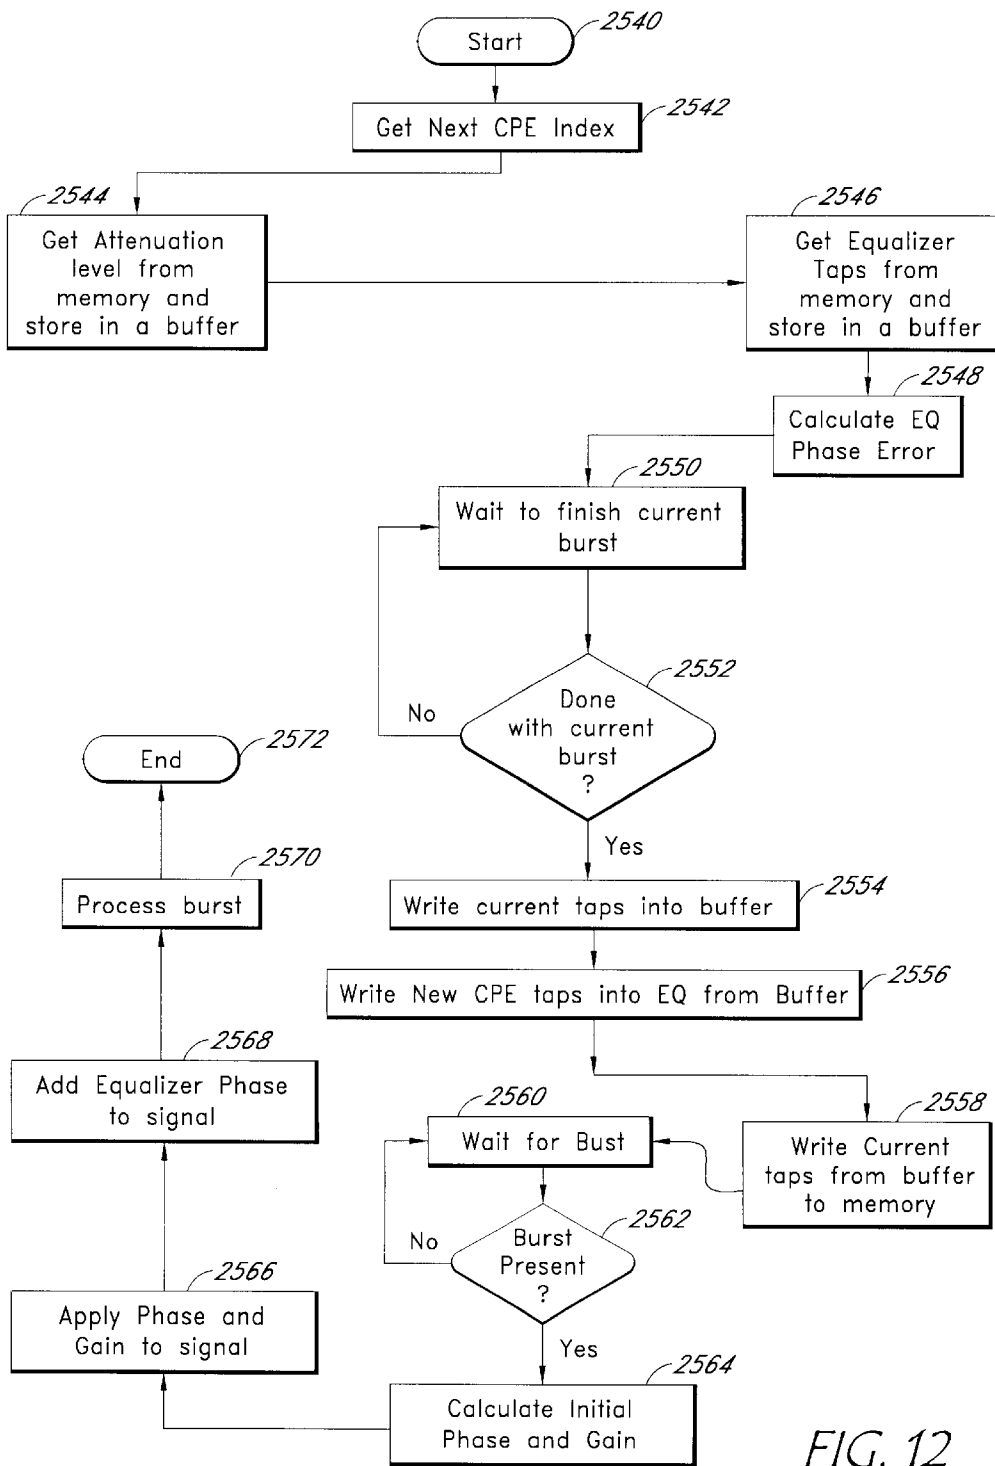 2540
Start
2542
Get Next CPE Index
2544
Get Attenuation
level from
memory and
store in a buffer
2546
Get Equalizer
Taps from
memory and
store in a buffer
2548
Calculate EQ
Phase Error
2550
Wait to finish current
burst
2552
Done
with current
burst
?
No
Yes
2554
Write current taps into buffer
2556
Write New CPE taps into EQ from Buffer
2558
Write Current
taps from buffer
to memory
2560
Wait for Bust
2562
Burst
Present
?
No
Yes
2564
Calculate Initial
Phase and Gain
2566
Apply Phase and
Gain to signal
2568
Add Equalizer Phase
to signal
2570
Process burst
2572
End
FIG. 12